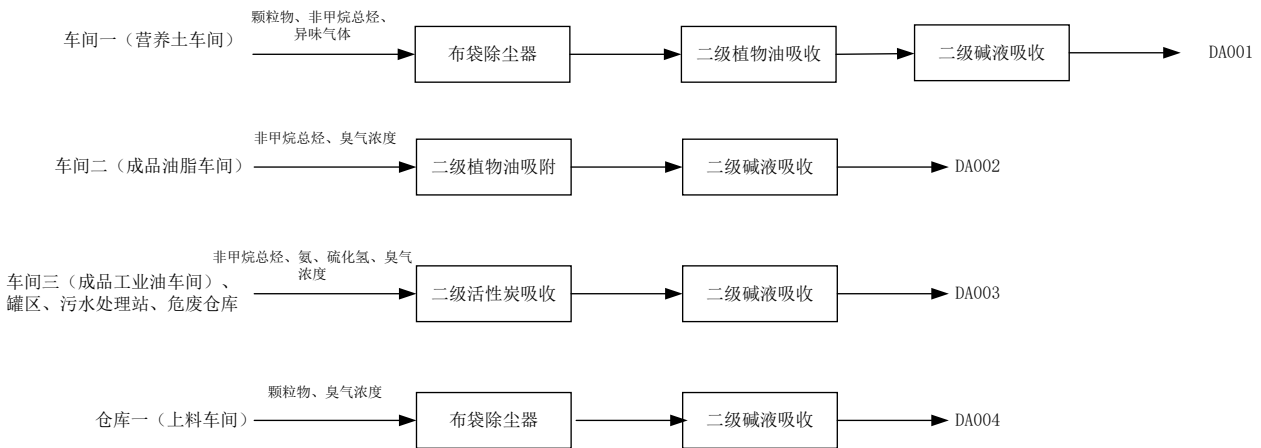 颗粒物、非甲烷总烃、
异味气体
车间一（营养土车间）
布袋除尘器
二级植物油吸收
二级碱液吸收
DA001
非甲烷总烃、臭气浓度
车间二（成品油脂车间）
二级植物油吸附
二级碱液吸收
DA002
非甲烷总烃、氨、硫化氢、臭气
浓度
车间三（成品工业油车间）、
罐区、污水处理站、危废仓库
二级活性炭吸收
二级碱液吸收
DA003
颗粒物、臭气浓度
仓库一（上料车间）
布袋除尘器
二级碱液吸收
DA004